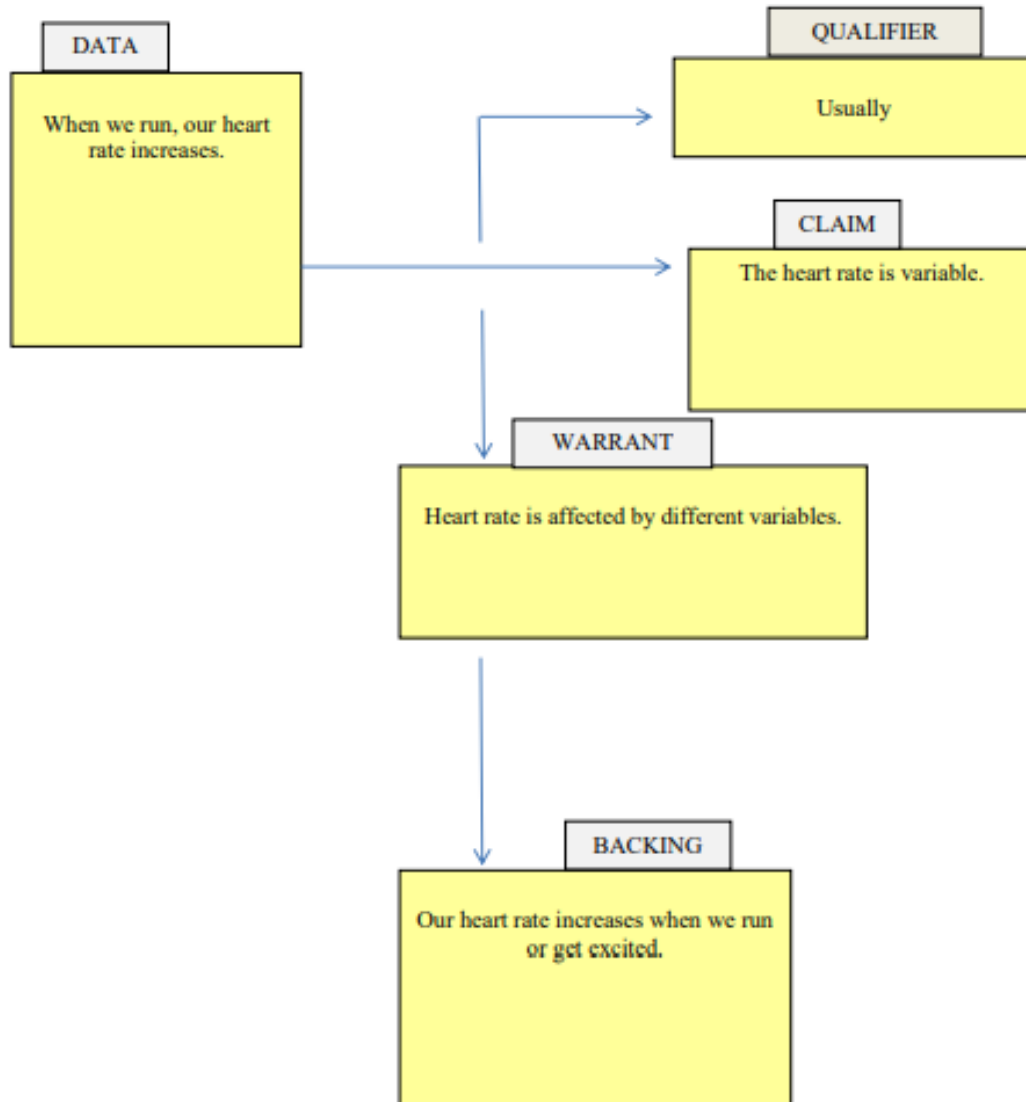 DATA
When we run, our heart
rate increases.
QUALIFIER
Usually
CLAIM
The heart rate is variable.
WARRANT
Heart rate is affected by different variables.
BACKING
Our heart rate increases when we run
or get excited.